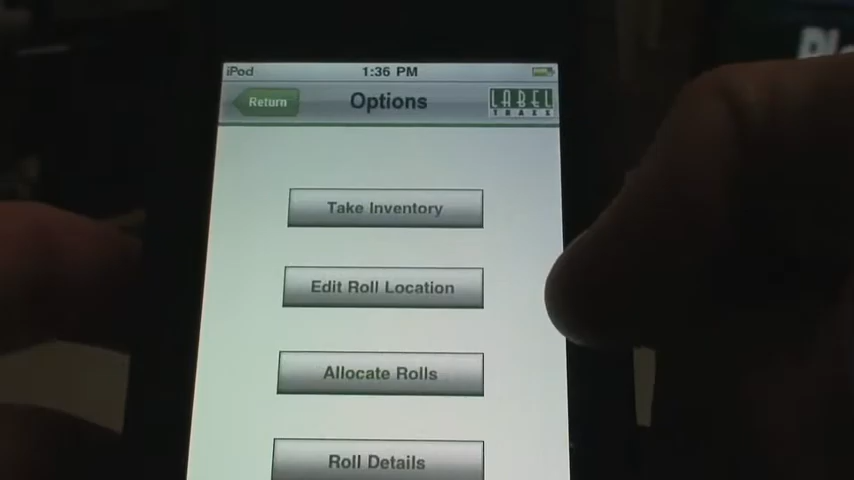 iPod 1:36 PM
Return Options LABEL
TRAXX
Take Inventory
Edit Roll Location
Allocate Rolls
Roll Details